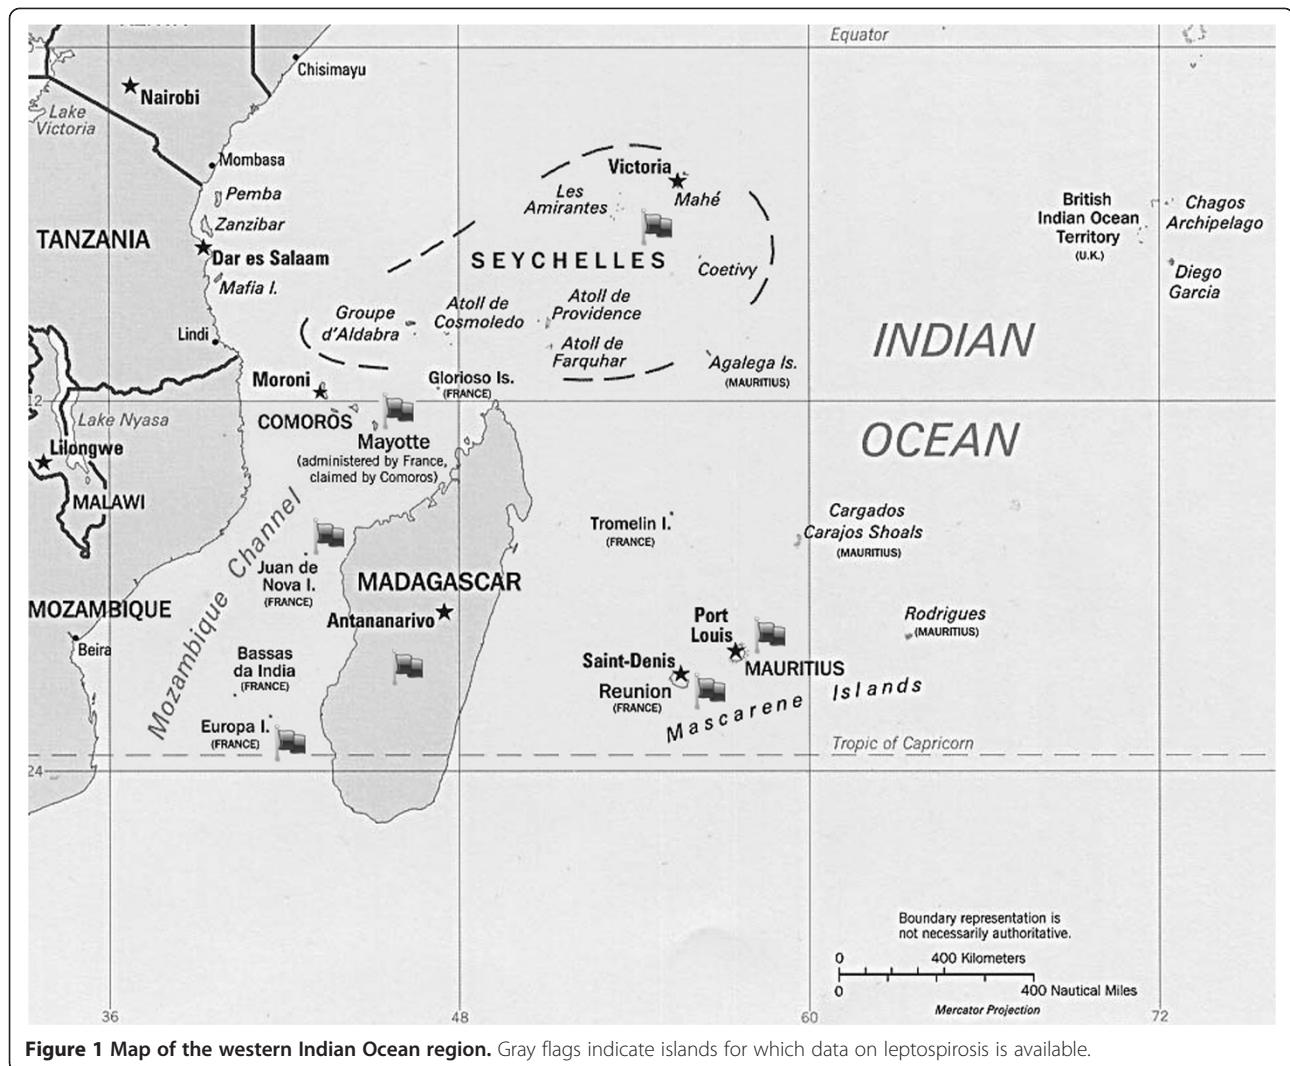 Equator
Chisimayu
Nairobi
Lake
Victoria
Mombasa
Pemba
Zanzibar
TANZANIA
Dar es Salaam
Mafia I.
Lindi
Victoria
Mahé
Les
Amirantes
SEYCHELLES
Coetivy
Groupe
d'Aldabra
Atoll de
Cosmoledo
Atoll de
Providence
Atoll de
Farquhar
Agalega Is.
(MAURITIUS)
British
Indian Ocean
Territory
(U.K.)
Chagos
Archipelago
Diego
Garcia
INDIAN
OCEAN
Moroni
COMOROS
Glorioso Is.
(FRANCE)
12
Lake Nyasa
Lilongwe
MALAWI
Mayotte
(administered by France,
claimed by Comoros)
Mozambique Channel
Juan de
Nova I.
(FRANCE)
MADAGASCAR
Antananarivo
Tromelin I.
(FRANCE)
Cargados
Carajos Shoals
(MAURITIUS)
MOZAMBIQUE
Beira
Bassas
da India
(FRANCE)
Europa I.
(FRANCE)
Port
Louis
MAURITIUS
Rodrigues
(MAURITIUS)
Saint-Denis
Reunion
(FRANCE)
Mascarene Islands
Tropic of Capricorn
24
Boundary representation is
not necessarily authoritative.
0 400 Kilometers
0 400 Nautical Miles
Mercator Projection
36 48 60 72
Figure 1 Map of the western Indian Ocean region. Gray flags indicate islands for which data on leptospirosis is available.